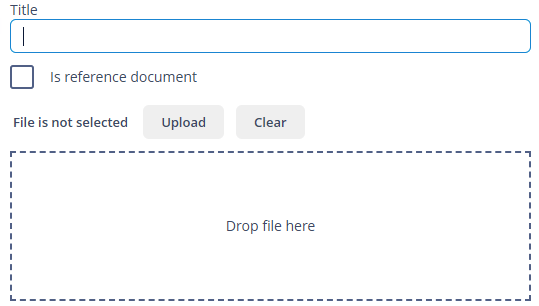 Title
Is reference document
File is not selected Upload Clear
Drop file here